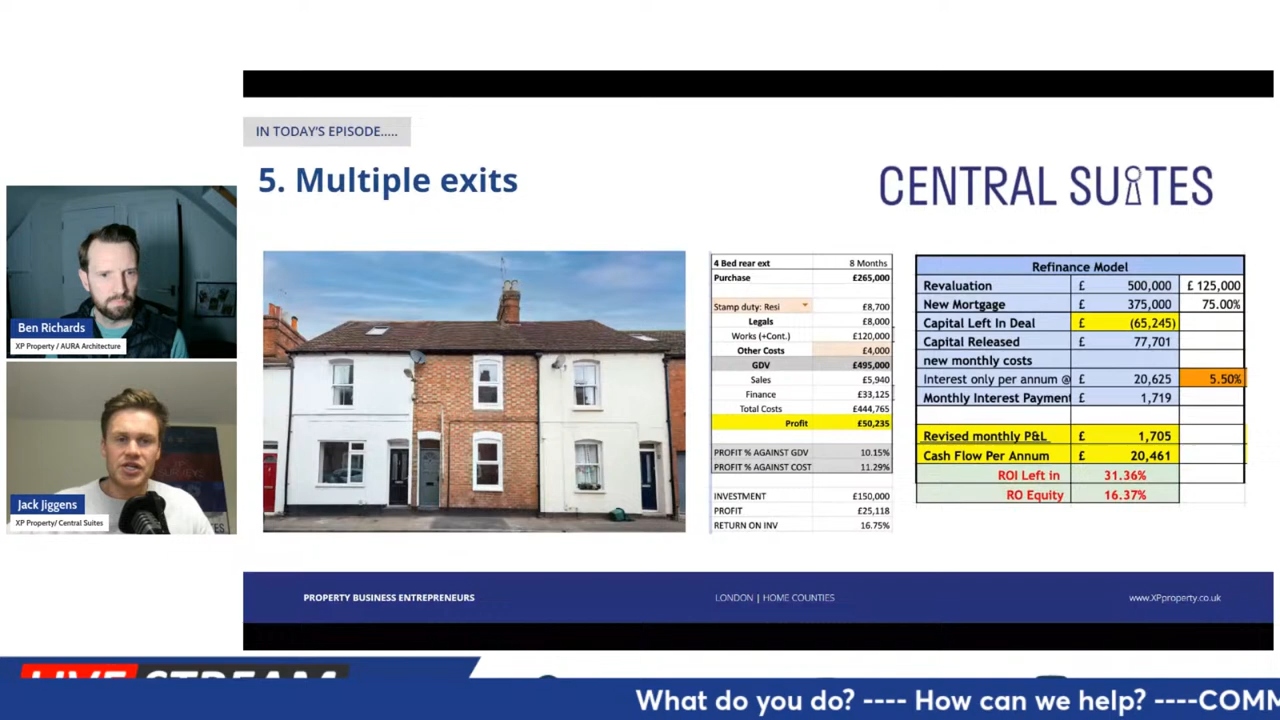 IN TODAY'S EPISODE.....
5. Multiple exits
CENTRAL SUITES
Ben Richards
XP Property / AURA Architecture
Jack Jiggens
XP Property/ Central Suites
4 Bed rear ext 8 Months
Purchase £265,000
Stamp duty: Resi £8,700
Legals £8,000
Works (+Cont.) £120,000
Other Costs £4,000
GDV £495,000
Sales £5,940
Finance £33,125
Total Costs £444,765
Profit £50,235
PROFIT % AGAINST GDV 10.15%
PROFIT % AGAINST COST 11.29%
INVESTMENT £150,000
PROFIT £25,118
RETURN ON INV 16.75%
Refinance Model
Revaluation £ 500,000 £ 125,000
New Mortgage £ 375,000 75.00%
Capital Left In Deal £ (65,245)
Capital Released £ 77,701
new monthly costs
Interest only per annum @ £ 20,625 5.50%
Monthly Interest Payment £ 1,719
Revised monthly P&L £ 1,705
Cash Flow Per Annum £ 20,461
ROI Left in 31.36%
RO Equity 16.37%
PROPERTY BUSINESS ENTREPRENEURS
LONDON | HOME COUNTIES
www.XPproperty.co.uk
LIVE STREAM
What do you do? ---- How can we help? ----COMM